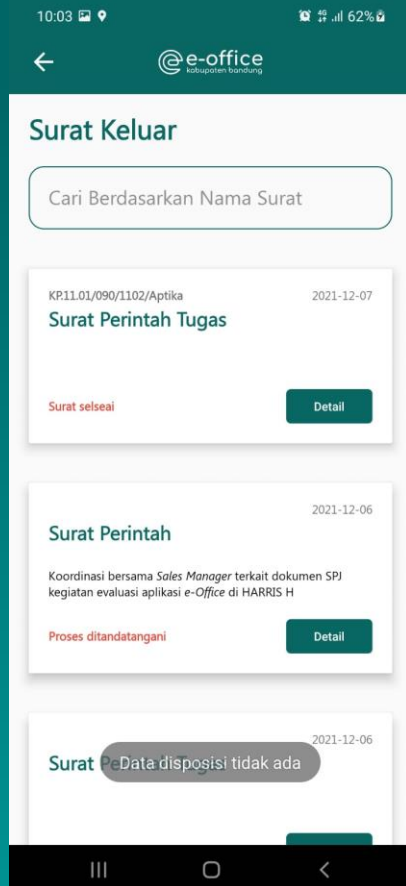 10:03 62%
e-office
kabupaten bandung
Surat Keluar
Cari Berdasarkan Nama Surat
KP.11.01/090/1102/Aptika 2021-12-07
Surat Perintah Tugas
Surat selseai Detail
2021-12-06
Surat Perintah
Koordinasi bersama Sales Manager terkait dokumen SPJ
kegiatan evaluasi aplikasi e-Office di HARRIS H
Proses ditandatangani Detail
2021-12-06
Surat
Data disposisi tidak ada